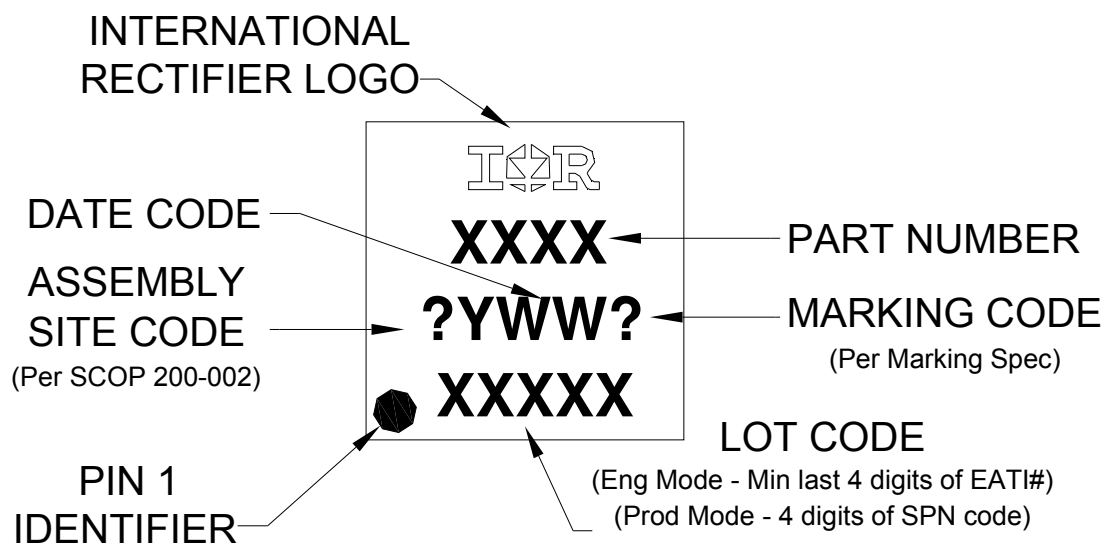 INTERNATIONAL
RECTIFIER LOGO
IOR
DATE CODE
XXXX
PART NUMBER
ASSEMBLY
SITE CODE
(Per SCOP 200-002)
?YWW?
MARKING CODE
(Per Marking Spec)
XXXXX
LOT CODE
(Eng Mode - Min last 4 digits of EATI#)
(Prod Mode - 4 digits of SPN code)
PIN 1
IDENTIFIER